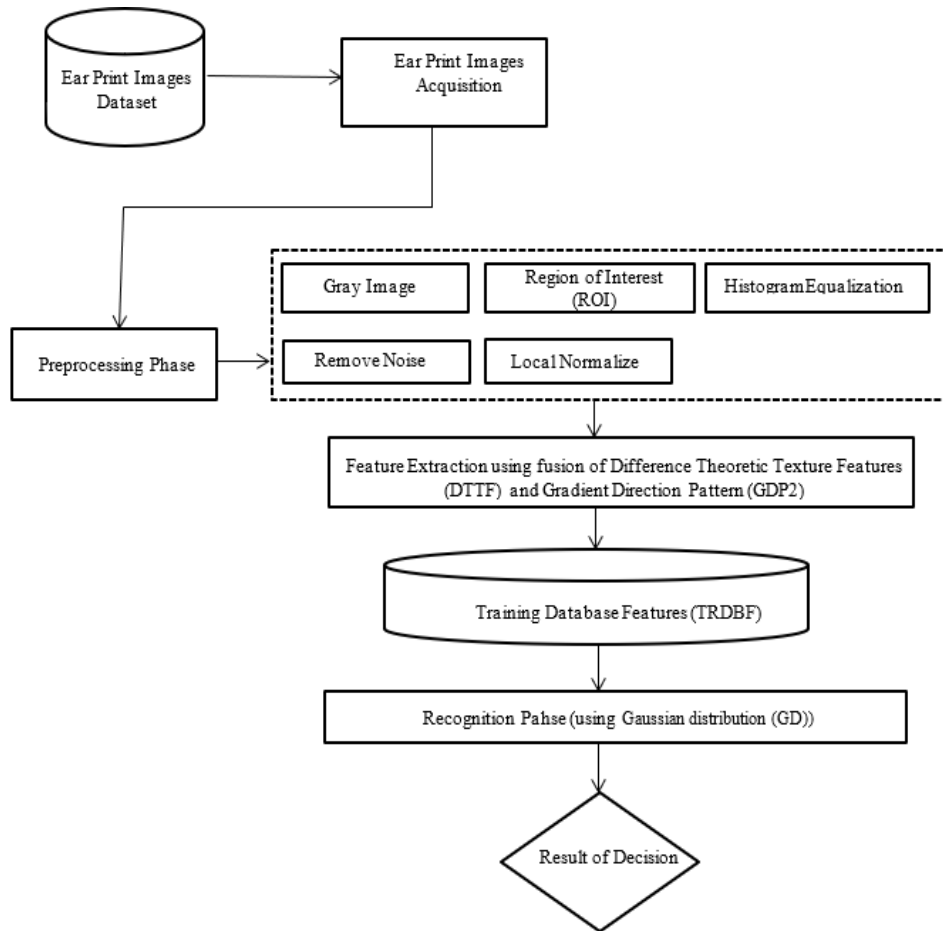 Ear Print Images
Dataset
Ear Print Images
Acquisition
Preprocessing Phase
Gray Image
Region of Interest
(ROI)
Histogram Equalization
Remove Noise
Local Normalize
Feature Extraction using fusion of Difference Theoretic Texture Features
(DTTF) and Gradient Direction Pattern (GDP2)
Training Database Features (TRDBF)
Recognition Pahse (using Gaussian distribution (GD))
Result of Decision